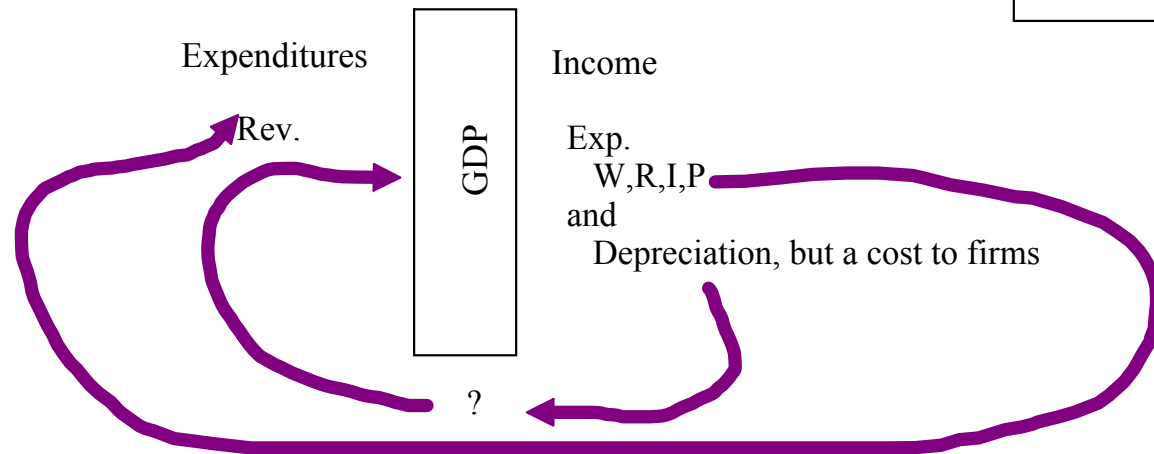 Expenditures
Rev.
GDP
Income
Exp.
W,R,I,P
and
Depreciation, but a cost to firms
?